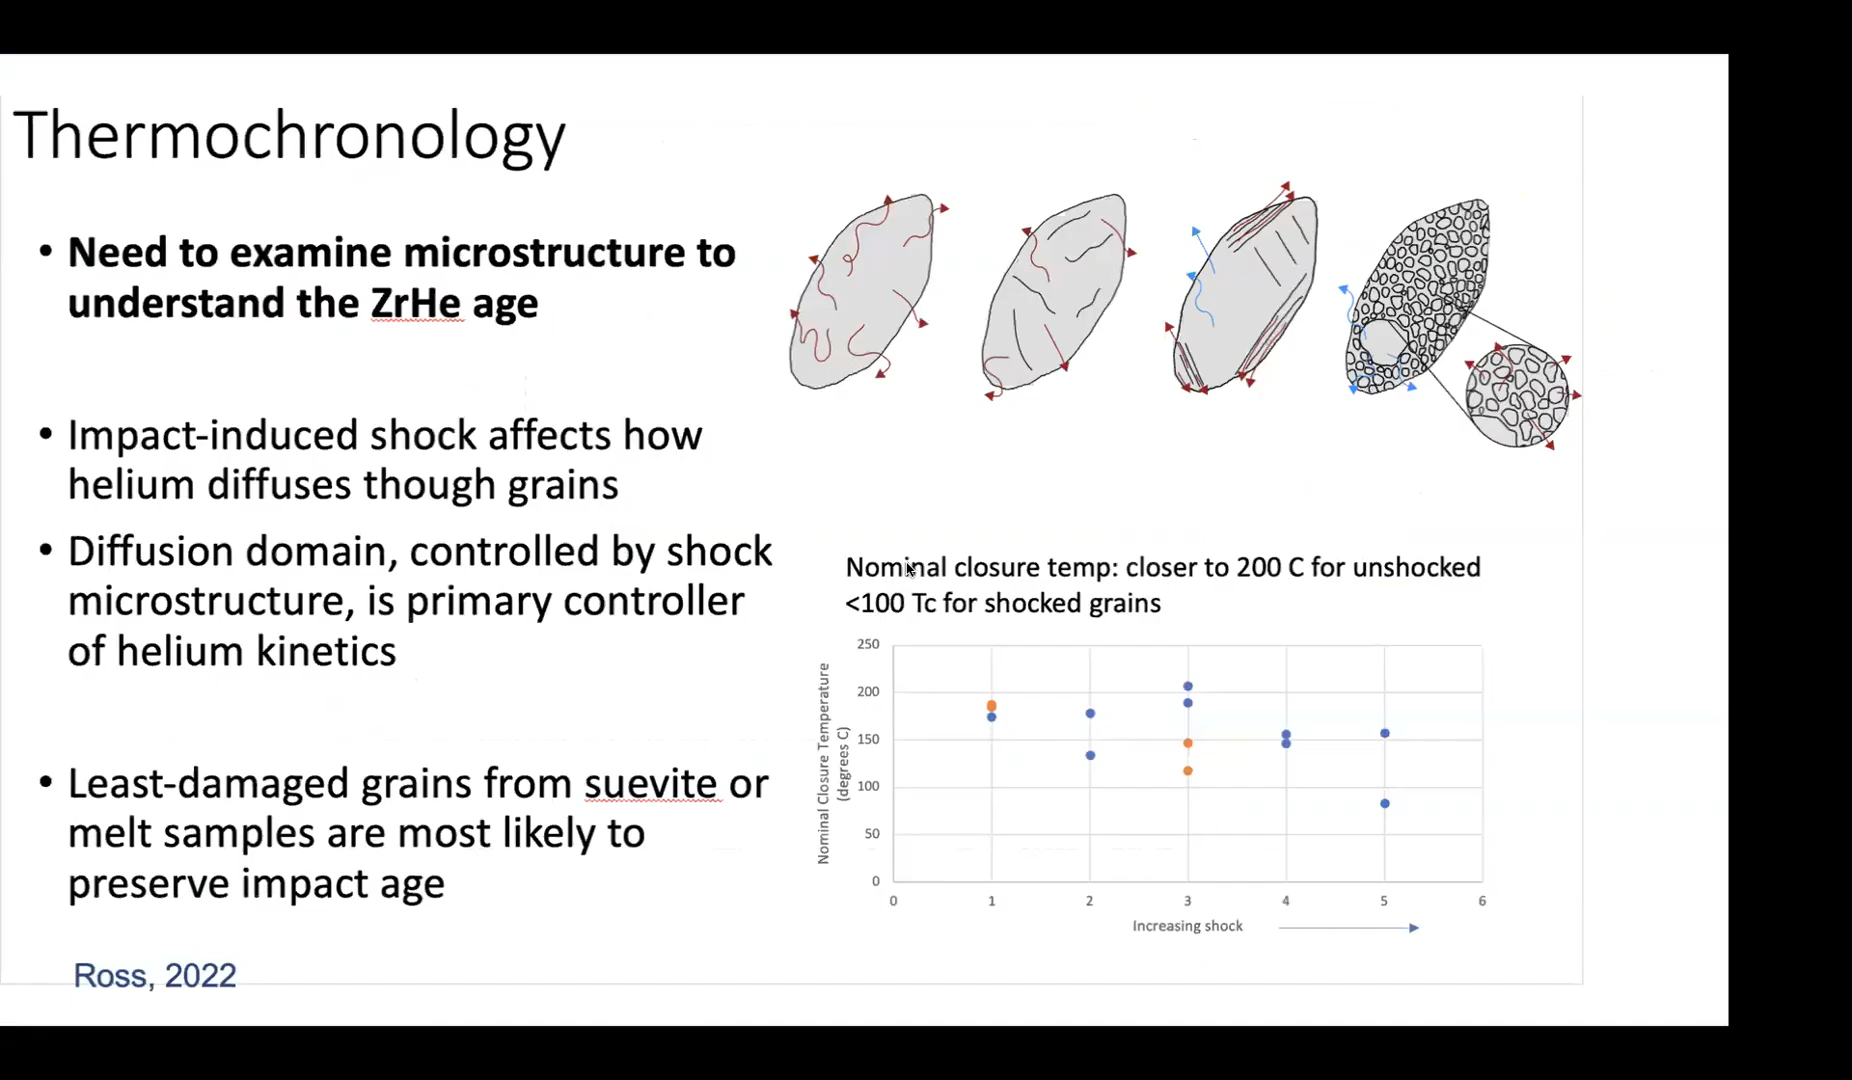 Thermochronology
• Need to examine microstructure to
understand the ZrHe age
• Impact-induced shock affects how
helium diffuses though grains
• Diffusion domain, controlled by shock
microstructure, is primary controller
of helium kinetics
• Least-damaged grains from suevite or
melt samples are most likely to
preserve impact age
Ross, 2022
Nominal closure temp: closer to 200 C for unshocked
<100 Tc for shocked grains
Nominal Closure Temperature
(degrees C)
250
200
150
100
50
0
0 1 2 3 4 5 6
Increasing shock